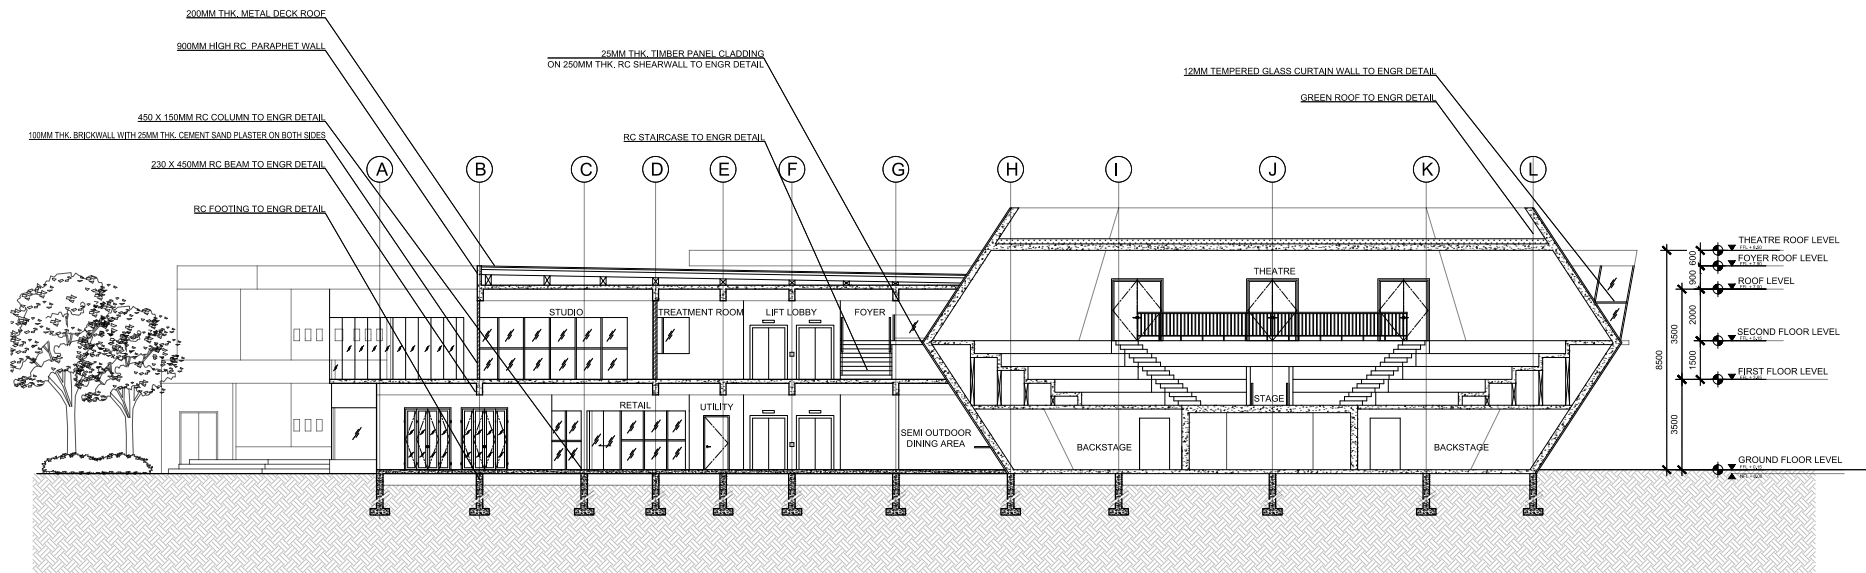 200MM THK. METAL DECK ROOF
900MM HIGH RC PARAPHET WALL
25MM THK. TIMBER PANEL CLADDING
ON 250MM THK. RC SHEARWALL TO ENGR DETAIL
12MM TEMPERED GLASS CURTAIN WALL TO ENGR DETAIL
GREEN ROOF TO ENGR DETAIL
450 X 150MM RC COLUMN TO ENGR DETAIL
100MM THK. BRICKWALL WITH 25MM THK. CEMENT SAND PLASTER ON BOTH SIDES
RC STAIRCASE TO ENGR DETAIL
230 X 450MM RC BEAM TO ENGR DETAIL
RC FOOTING TO ENGR DETAIL
A B C D E F G H I J K L
THEATRE ROOF LEVEL
FOYER ROOF LEVEL
ROOF LEVEL
SECOND FLOOR LEVEL
FIRST FLOOR LEVEL
GROUND FLOOR LEVEL
600
900
2000
3500
1500
8500
3500
THEATRE
STUDIO
TREATMENT ROOM
LIFT LOBBY
FOYER
STAGE
RETAIL
UTILITY
SEMI OUTDOOR
DINING AREA
BACKSTAGE
BACKSTAGE